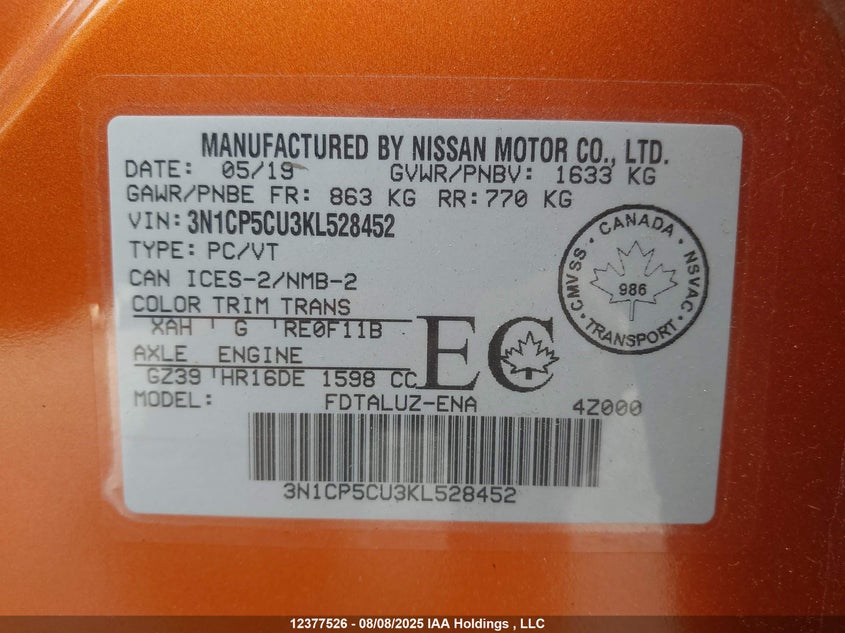 MANUFACTURED BY NISSAN MOTOR CO., LTD.
DATE: 05/19 GVWR/PNBV: 1633 KG
GAWR/PNBE FR: 863 KG RR: 770 KG
VIN: 3N1CP5CU3KL528452
TYPE: PC/VT
CAN ICES-2/NMB-2
COLOR TRIM TRANS
XAH G RE0F11B
AXLE ENGINE
GZ39 HR16DE 1598 CC
EC
MODEL: FDTALUZ-ENA 4Z000
3N1CP5CU3KL528452
CANADA
CMVSS
NSVAC
986
TRANSPORT
12377526 - 08/08/2025 IAA Holdings , LLC